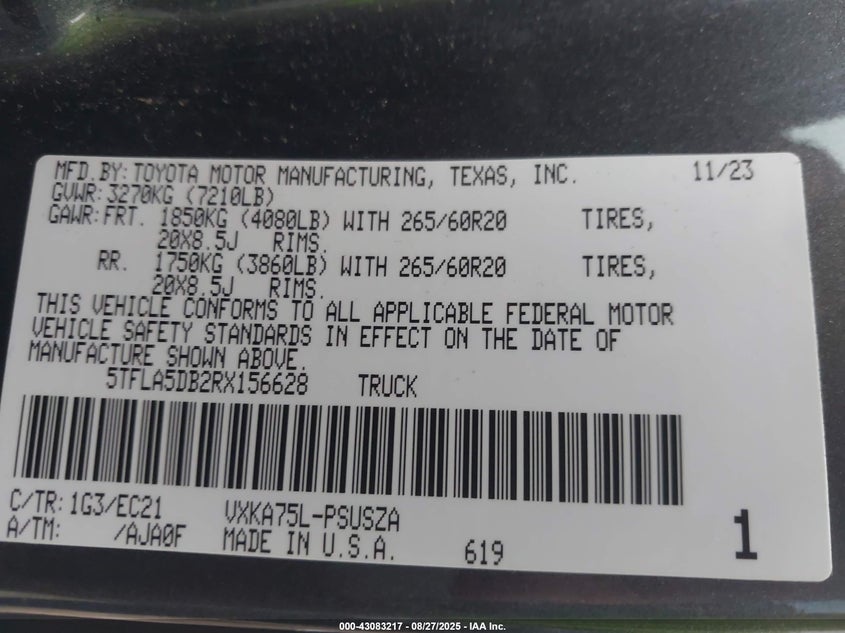 MFD.BY: TOYOTA MOTOR MANUFACTURING, TEXAS, INC. 11/23
GVWR: 3270KG (7210LB)
GAWR: FRT. 1850KG (4080LB) WITH 265/60R20 TIRES,
20X8.5J RIMS.
RR. 1750KG (3860LB) WITH 265/60R20 TIRES,
20X8.5J RIMS.
THIS VEHICLE CONFORMS TO ALL APPLICABLE FEDERAL MOTOR
VEHICLE SAFETY STANDARDS IN EFFECT ON THE DATE OF
MANUFACTURE SHOWN ABOVE.
5TFLA5DB2RX156628 TRUCK
C/TR: 1G3/EC21 VXKA75L-PSUSZA
A/TM: /AJA0F MADE IN U.S.A. 619 1
000-43083217 - 08/27/2025 - IAA Inc.